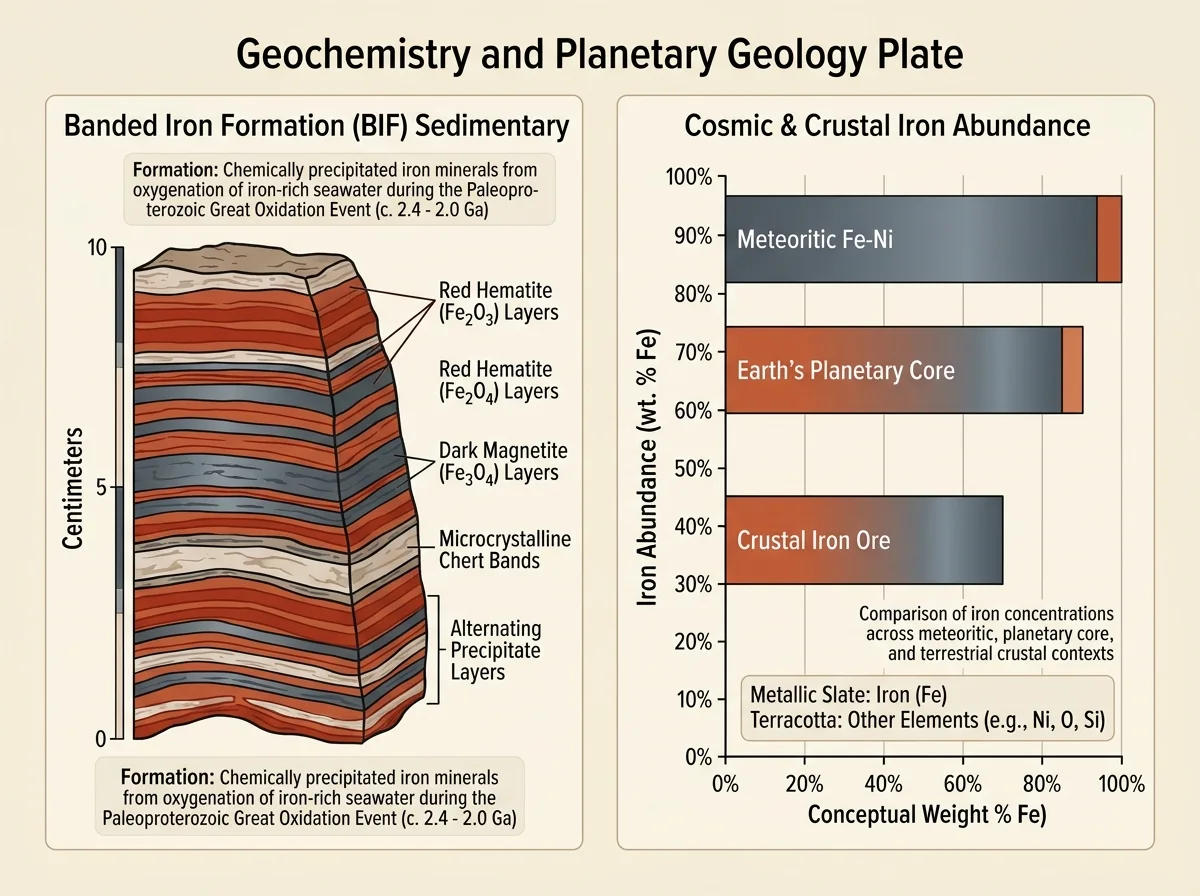 Geochemistry and Planetary Geology Plate
Banded Iron Formation (BIF) Sedimentary
Formation: Chemically precipitated iron minerals from
oxygenation of iron-rich seawater during the Paleopro-
terozoic Great Oxidation Event (c. 2.4 - 2.0 Ga)
10
5
0
Centimeters
Red Hematite
(Fe₂O₃) Layers
Red Hematite
(Fe₂O₄) Layers
Dark Magnetite
(Fe₃O₄) Layers
Microcrystalline
Chert Bands
Alternating
Precipitate
Layers
Formation: Chemically precipitated iron minerals
from oxygenation of iron-rich seawater during the
Paleoproterozoic Great Oxidation Event (c. 2.4 - 2.0 Ga)
Cosmic & Crustal Iron Abundance
Iron Abundance (wt. % Fe)
100%
90%
80%
70%
60%
50%
40%
30%
20%
10%
0%
Meteoritic Fe-Ni
Earth's Planetary Core
Crustal Iron Ore
Comparison of iron concentrations
across meteoritic, planetary core,
and terrestrial crustal contexts
Metallic Slate: Iron (Fe)
Terracotta: Other Elements (e.g., Ni, O, Si)
0% 20% 40% 60% 80% 100%
Conceptual Weight % Fe)